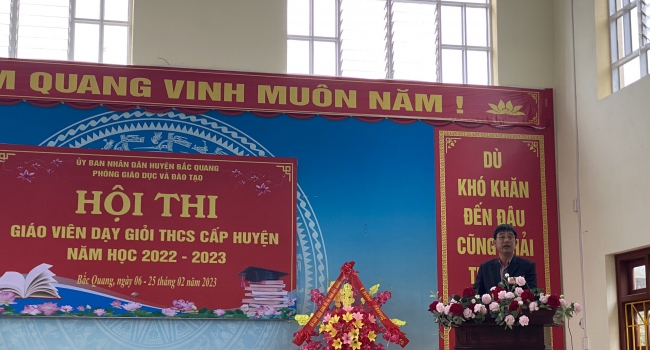 M QUANG VINH MUÔN NĂM !
ỦY BAN NHÂN DÂN HUYỆN BẮC QUANG
PHÒNG GIÁO DỤC VÀ ĐÀO TẠO
HỘI THI
GIÁO VIÊN DẠY GIỎI THCS CẤP HUYỆN
NĂM HỌC 2022 - 2023
Bắc Quang, ngày 06 - 25 tháng 02 năm 2023
DÙ
KHÓ KHĂN
ĐẾN ĐÂU
CŨNG